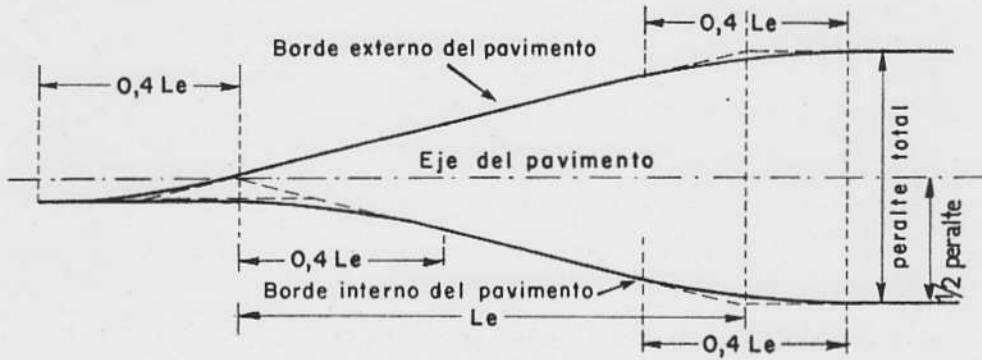 0,4 Le
Borde externo del pavimento
0,4 Le
Eje del pavimento
peralte total
1/2 peralte
0,4 Le
Borde interno del pavimento
Le
0,4 Le